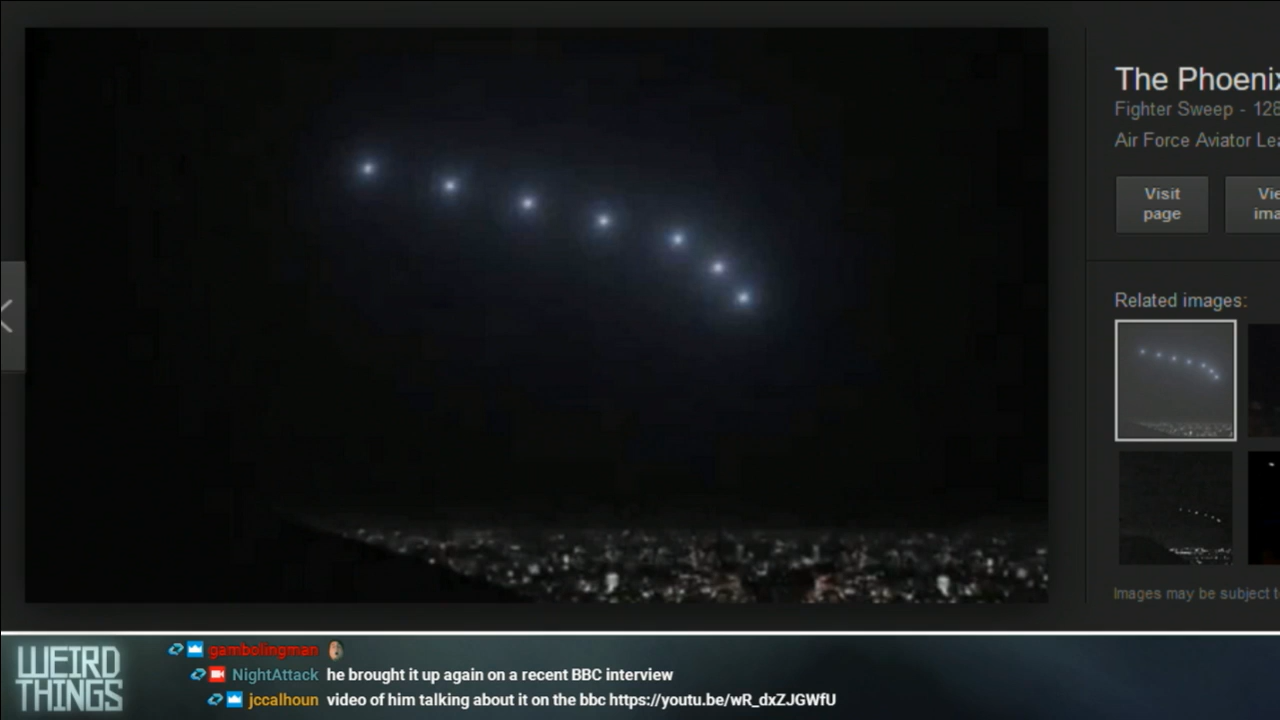 The Phoenix
Fighter Sweep - 128
Air Force Aviator Lea
Visit
page
Vie
ima
Related images:
Images may be subject t
WEIRD
THINGS
gambolingman
NightAttack he brought it up again on a recent BBC interview
jccalhoun video of him talking about it on the bbc https://youtu.be/wR_dxZJGWfU